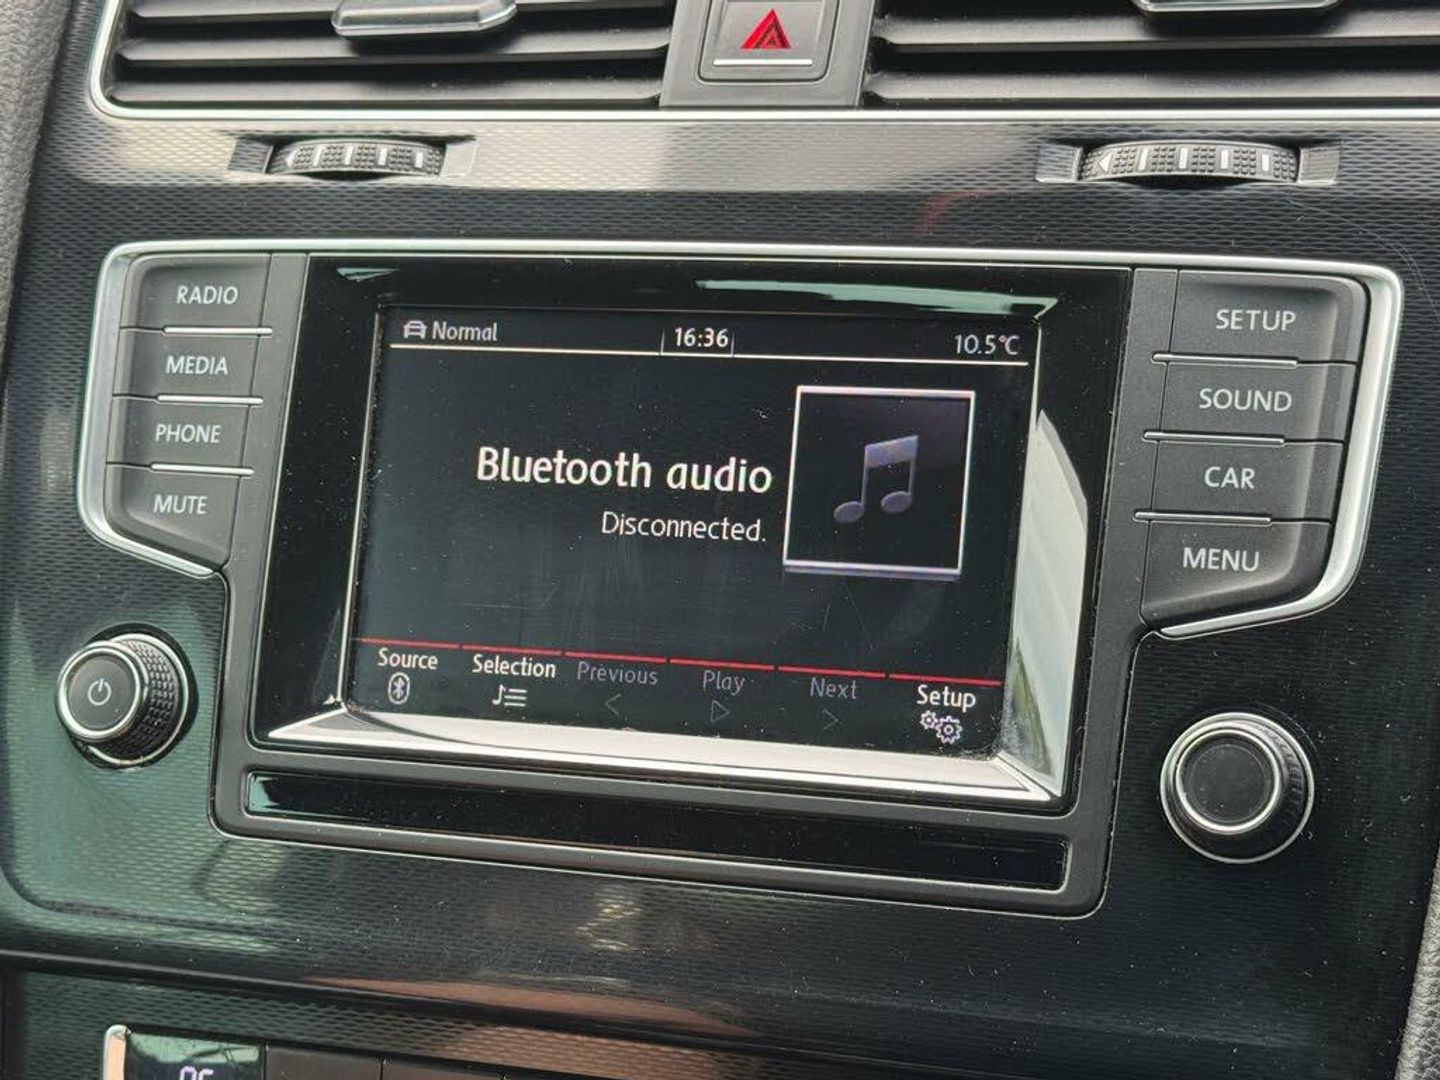 RADIO
MEDIA
PHONE
MUTE
Normal 16:36 10.5°C
Bluetooth audio
Disconnected.
Source Selection Previous Play Next Setup
SETUP
SOUND
CAR
MENU